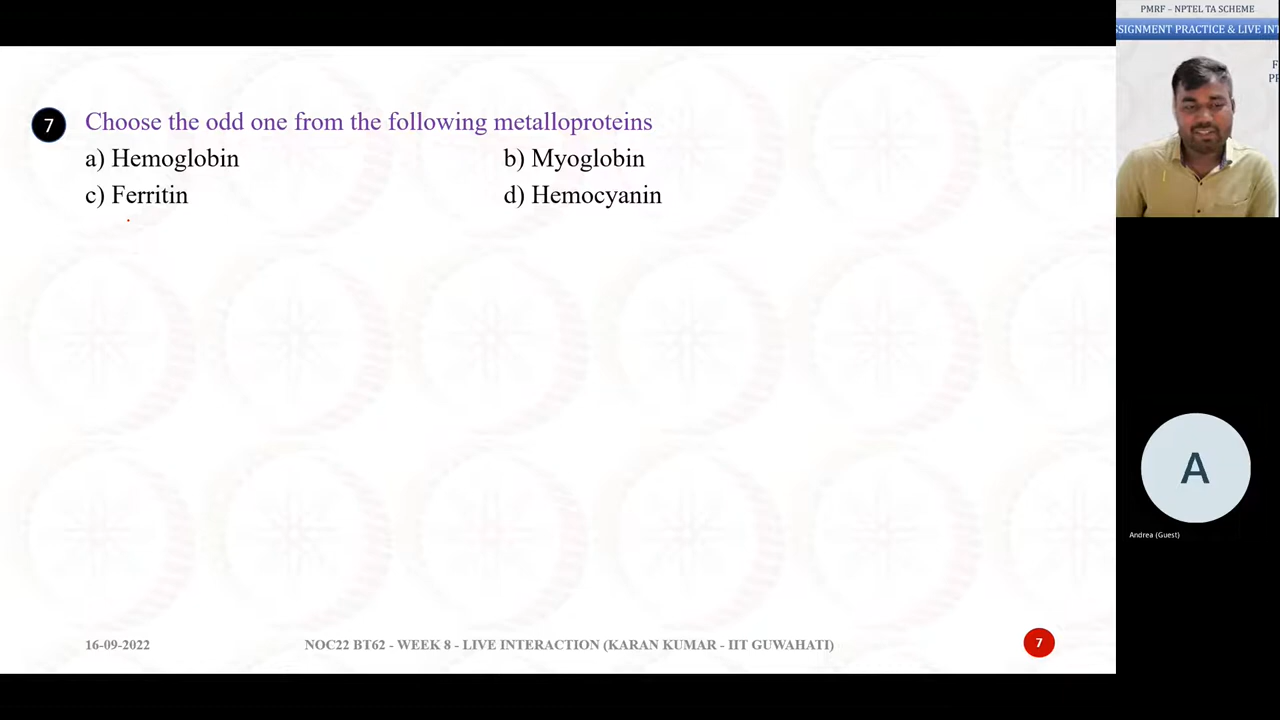 PMRF – NPTEL TA SCHEME
SIGNMENT PRACTICE & LIVE INT
F
PR
7
Choose the odd one from the following metalloproteins
a) Hemoglobin
b) Myoglobin
c) Ferritin
d) Hemocyanin
A
Andrea (Guest)
16-09-2022
NOC22 BT62 - WEEK 8 - LIVE INTERACTION (KARAN KUMAR - IIT GUWAHATI)
7